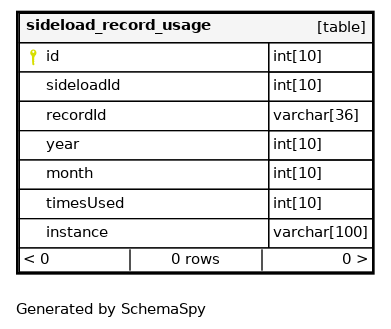 sideload_record_usage [table]
id int[10]
sideloadId int[10]
recordId varchar[36]
year int[10]
month int[10]
timesUsed int[10]
instance varchar[100]
< 0 0 rows 0 >
Generated by SchemaSpy